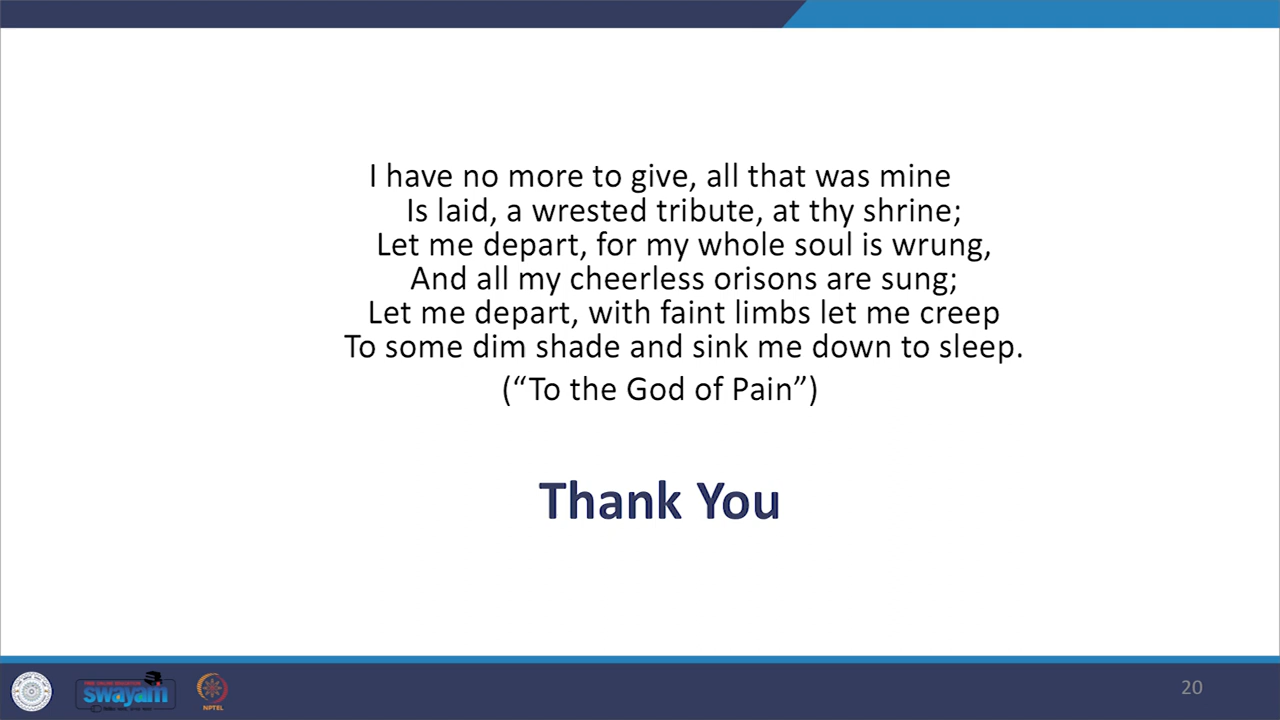 I have no more to give, all that was mine
Is laid, a wrested tribute, at thy shrine;
Let me depart, for my whole soul is wrung,
And all my cheerless orisons are sung;
Let me depart, with faint limbs let me creep
To some dim shade and sink me down to sleep.
(“To the God of Pain”)
Thank You
swayam
NPTEL
20